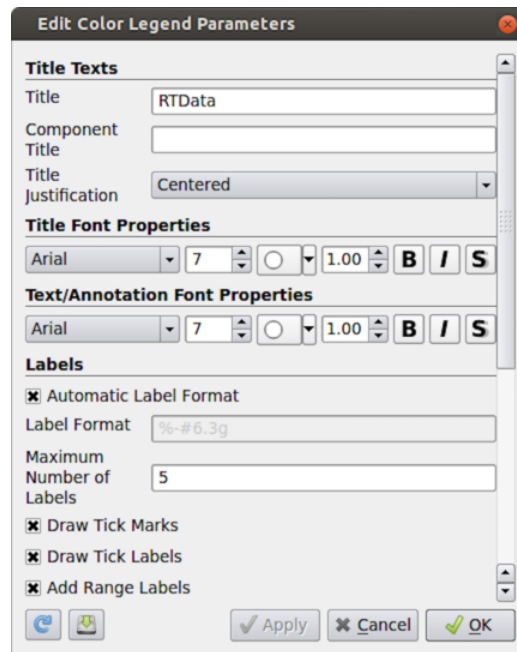 Edit Color Legend Parameters
Title Texts
Title
RTData
Component
Title
Title
Justification
Centered
Title Font Properties
Arial 7 1.00 B I S
Text/Annotation Font Properties
Arial 7 1.00 B I S
Labels
Automatic Label Format
Label Format
%-#6.3g
Maximum
Number of
Labels
5
Draw Tick Marks
Draw Tick Labels
Add Range Labels
Apply Cancel OK